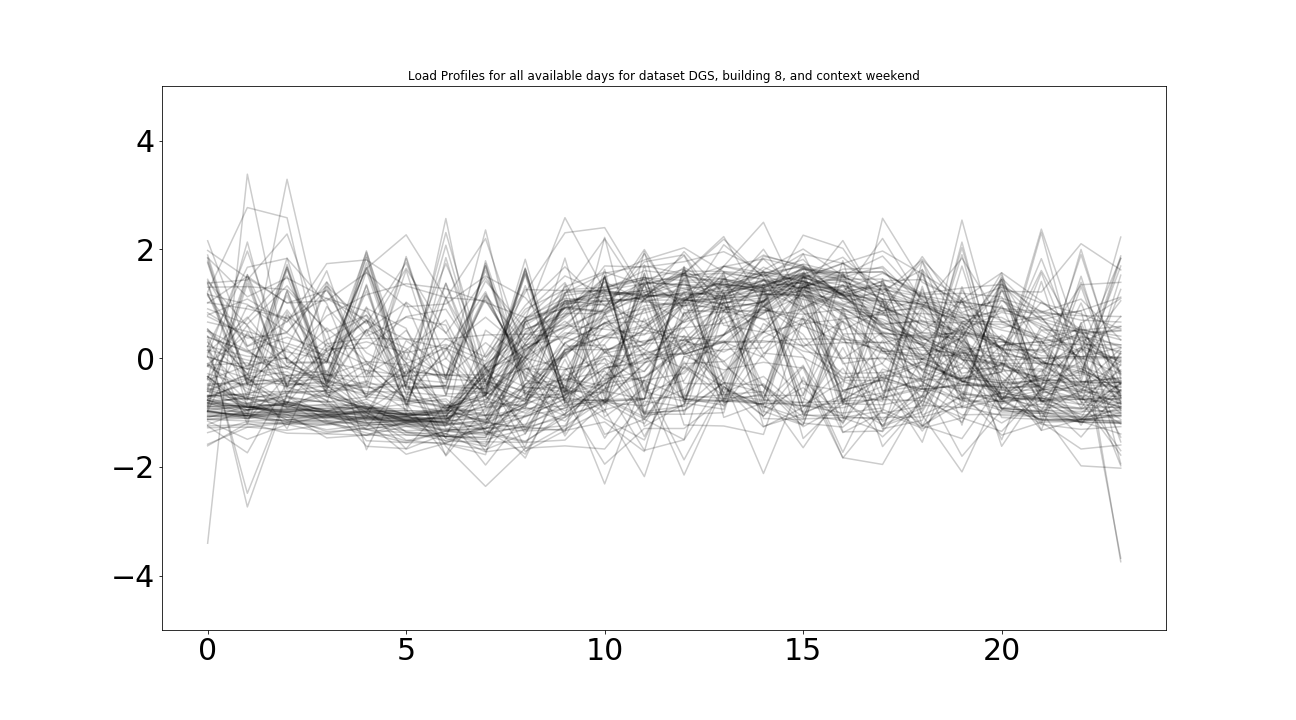 Load Profiles for all available days for dataset DGS, building 8, and context weekend
4
2
0
−2
−4
0 5 10 15 20